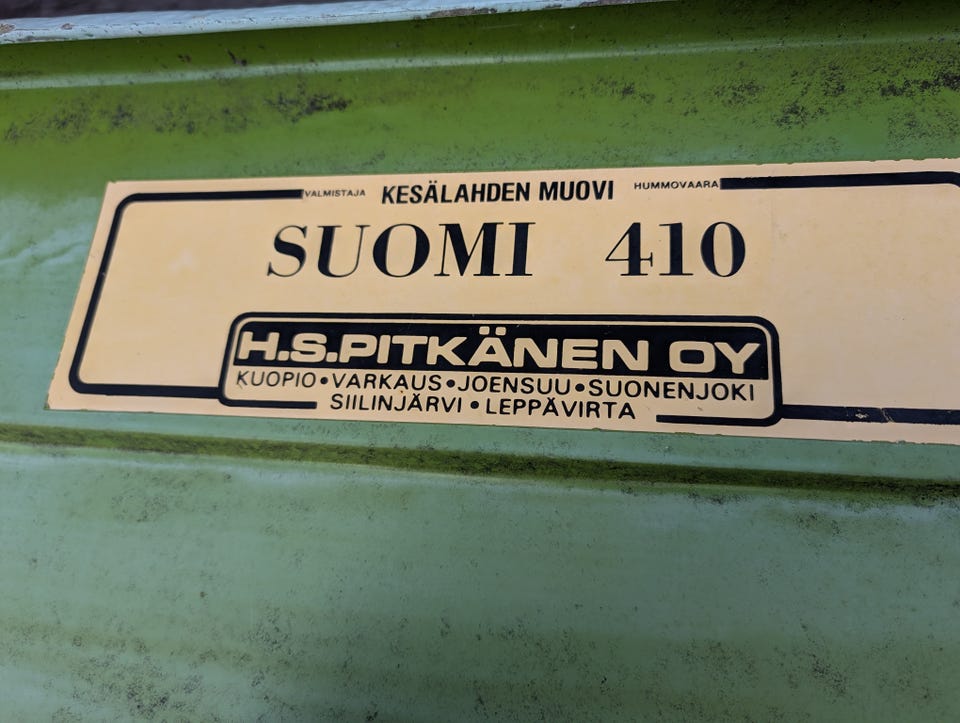 VALMISTAJA KESÄLAHDEN MUOVI HUMMOVAARA
SUOMI 410
H.S.PITKÄNEN OY
KUOPIO•VARKAUS•JOENSUU•SUONENJOKI
SIILINJÄRVI•LEPPÄVIRTA